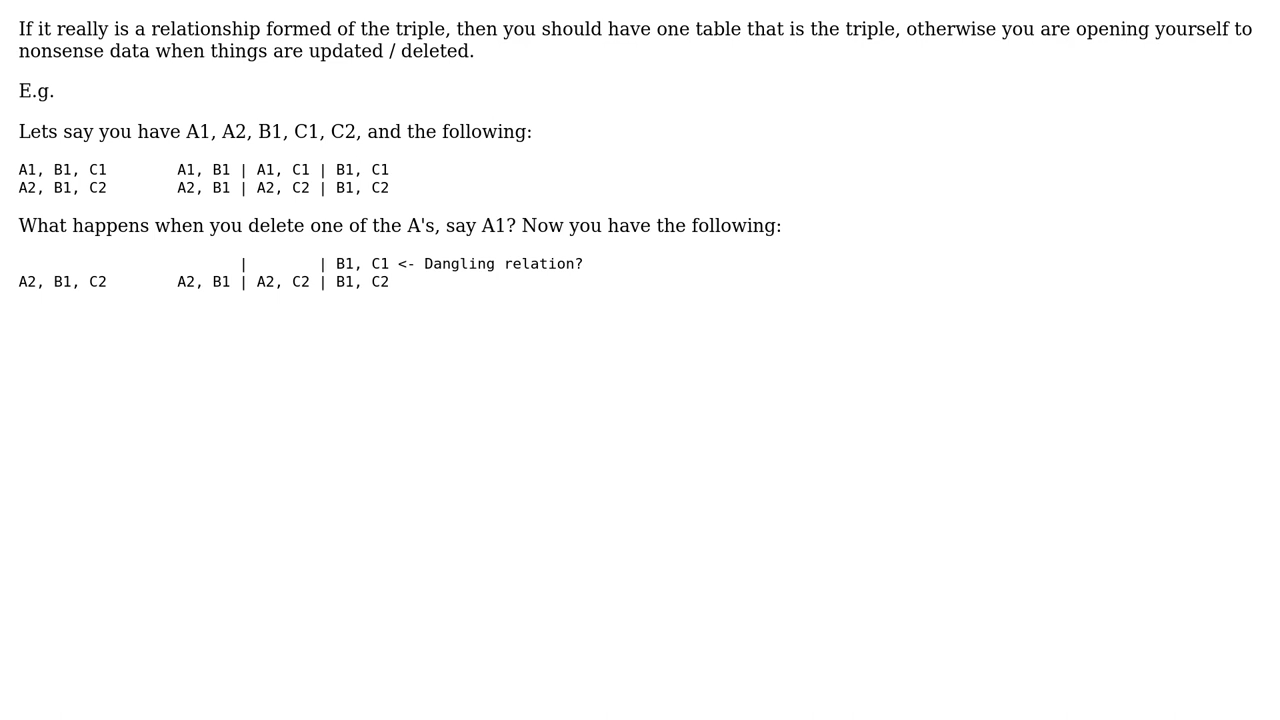 If it really is a relationship formed of the triple, then you should have one table that is the triple, otherwise you are opening yourself to
nonsense data when things are updated / deleted.
E.g.
Lets say you have A1, A2, B1, C1, C2, and the following:
A1, B1, C1        A1, B1 | A1, C1 | B1, C1
A2, B1, C2        A2, B1 | A2, C2 | B1, C2
What happens when you delete one of the A's, say A1? Now you have the following:
                         |        | B1, C1 <- Dangling relation?
A2, B1, C2        A2, B1 | A2, C2 | B1, C2